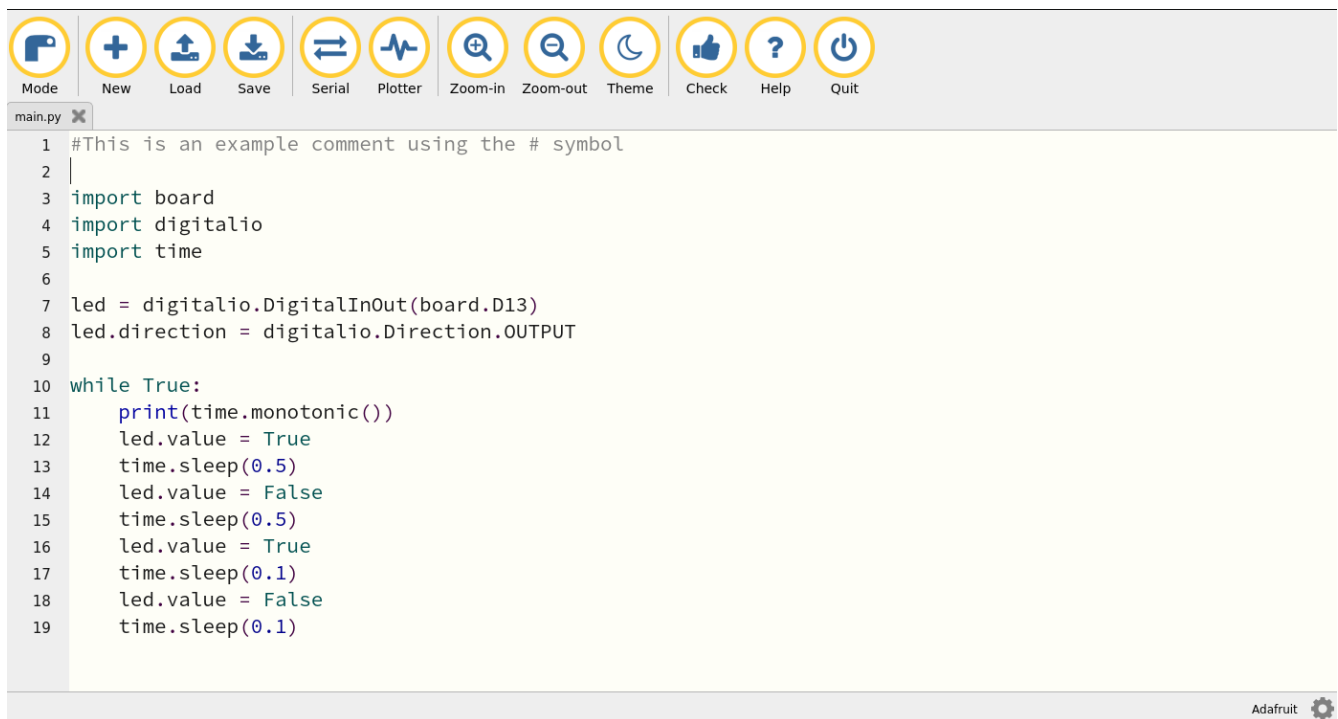 Mode New Load Save Serial Plotter Zoom-in Zoom-out Theme Check Help Quit
main.py
1 #This is an example comment using the # symbol
2
3 import board
4 import digitalio
5 import time
6
7 led = digitalio.DigitalInOut(board.D13)
8 led.direction = digitalio.Direction.OUTPUT
9
10 while True:
11     print(time.monotonic())
12     led.value = True
13     time.sleep(0.5)
14     led.value = False
15     time.sleep(0.5)
16     led.value = True
17     time.sleep(0.1)
18     led.value = False
19     time.sleep(0.1)
Adafruit